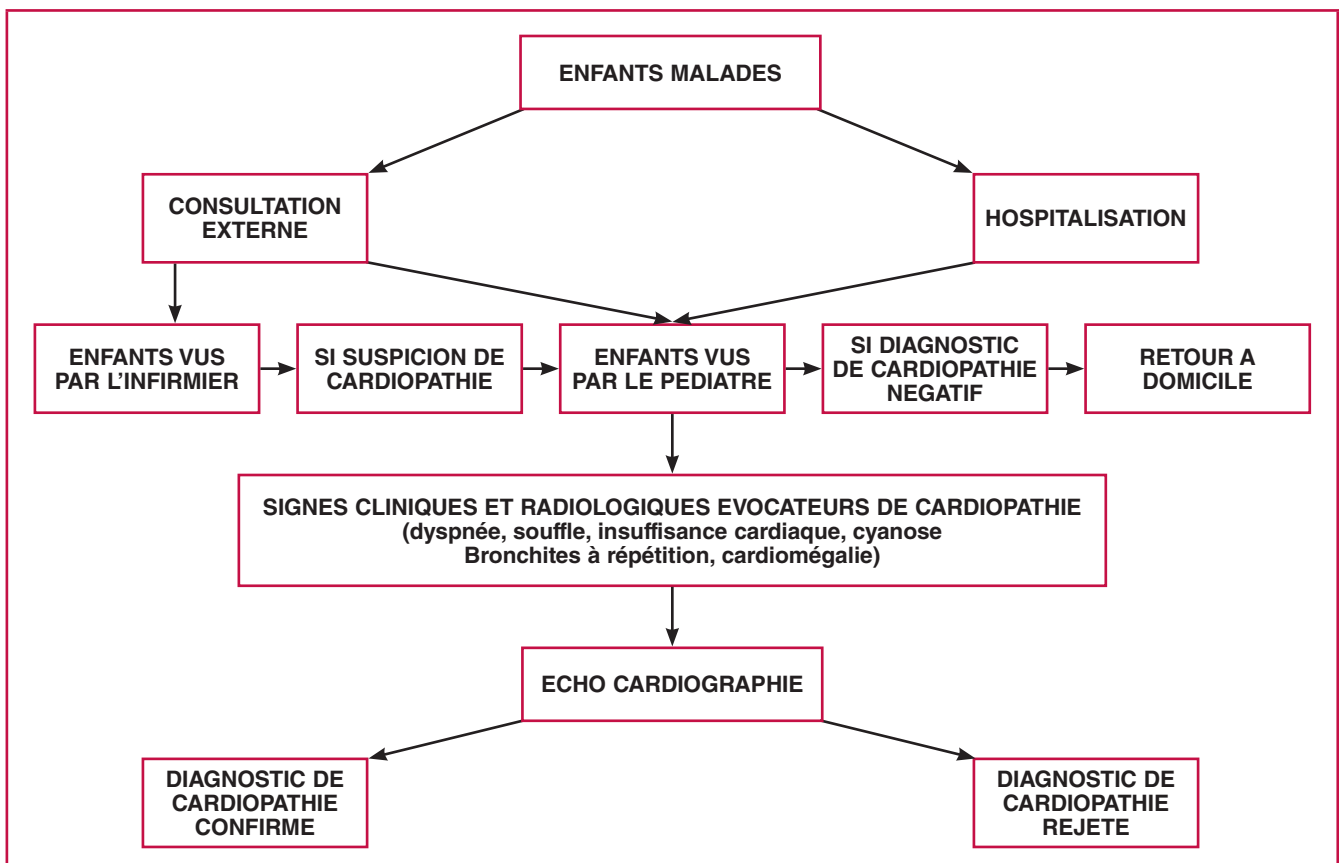 ENFANTS MALADES
CONSULTATION
EXTERNE
HOSPITALISATION
ENFANTS VUS
PAR L'INFIRMIER
SI SUSPICION DE
CARDIOPATHIE
ENFANTS VUS
PAR LE PEDIATRE
SI DIAGNOSTIC
DE CARDIOPATHIE
NEGATIF
RETOUR A
DOMICILE
SIGNES CLINIQUES ET RADIOLOGIQUES EVOCATEURS DE CARDIOPATHIE
(dyspnée, souffle, insuffisance cardiaque, cyanose
Bronchites à répétition, cardiomégalie)
ECHO CARDIOGRAPHIE
DIAGNOSTIC DE
CARDIOPATHIE
CONFIRME
DIAGNOSTIC DE
CARDIOPATHIE
REJETE